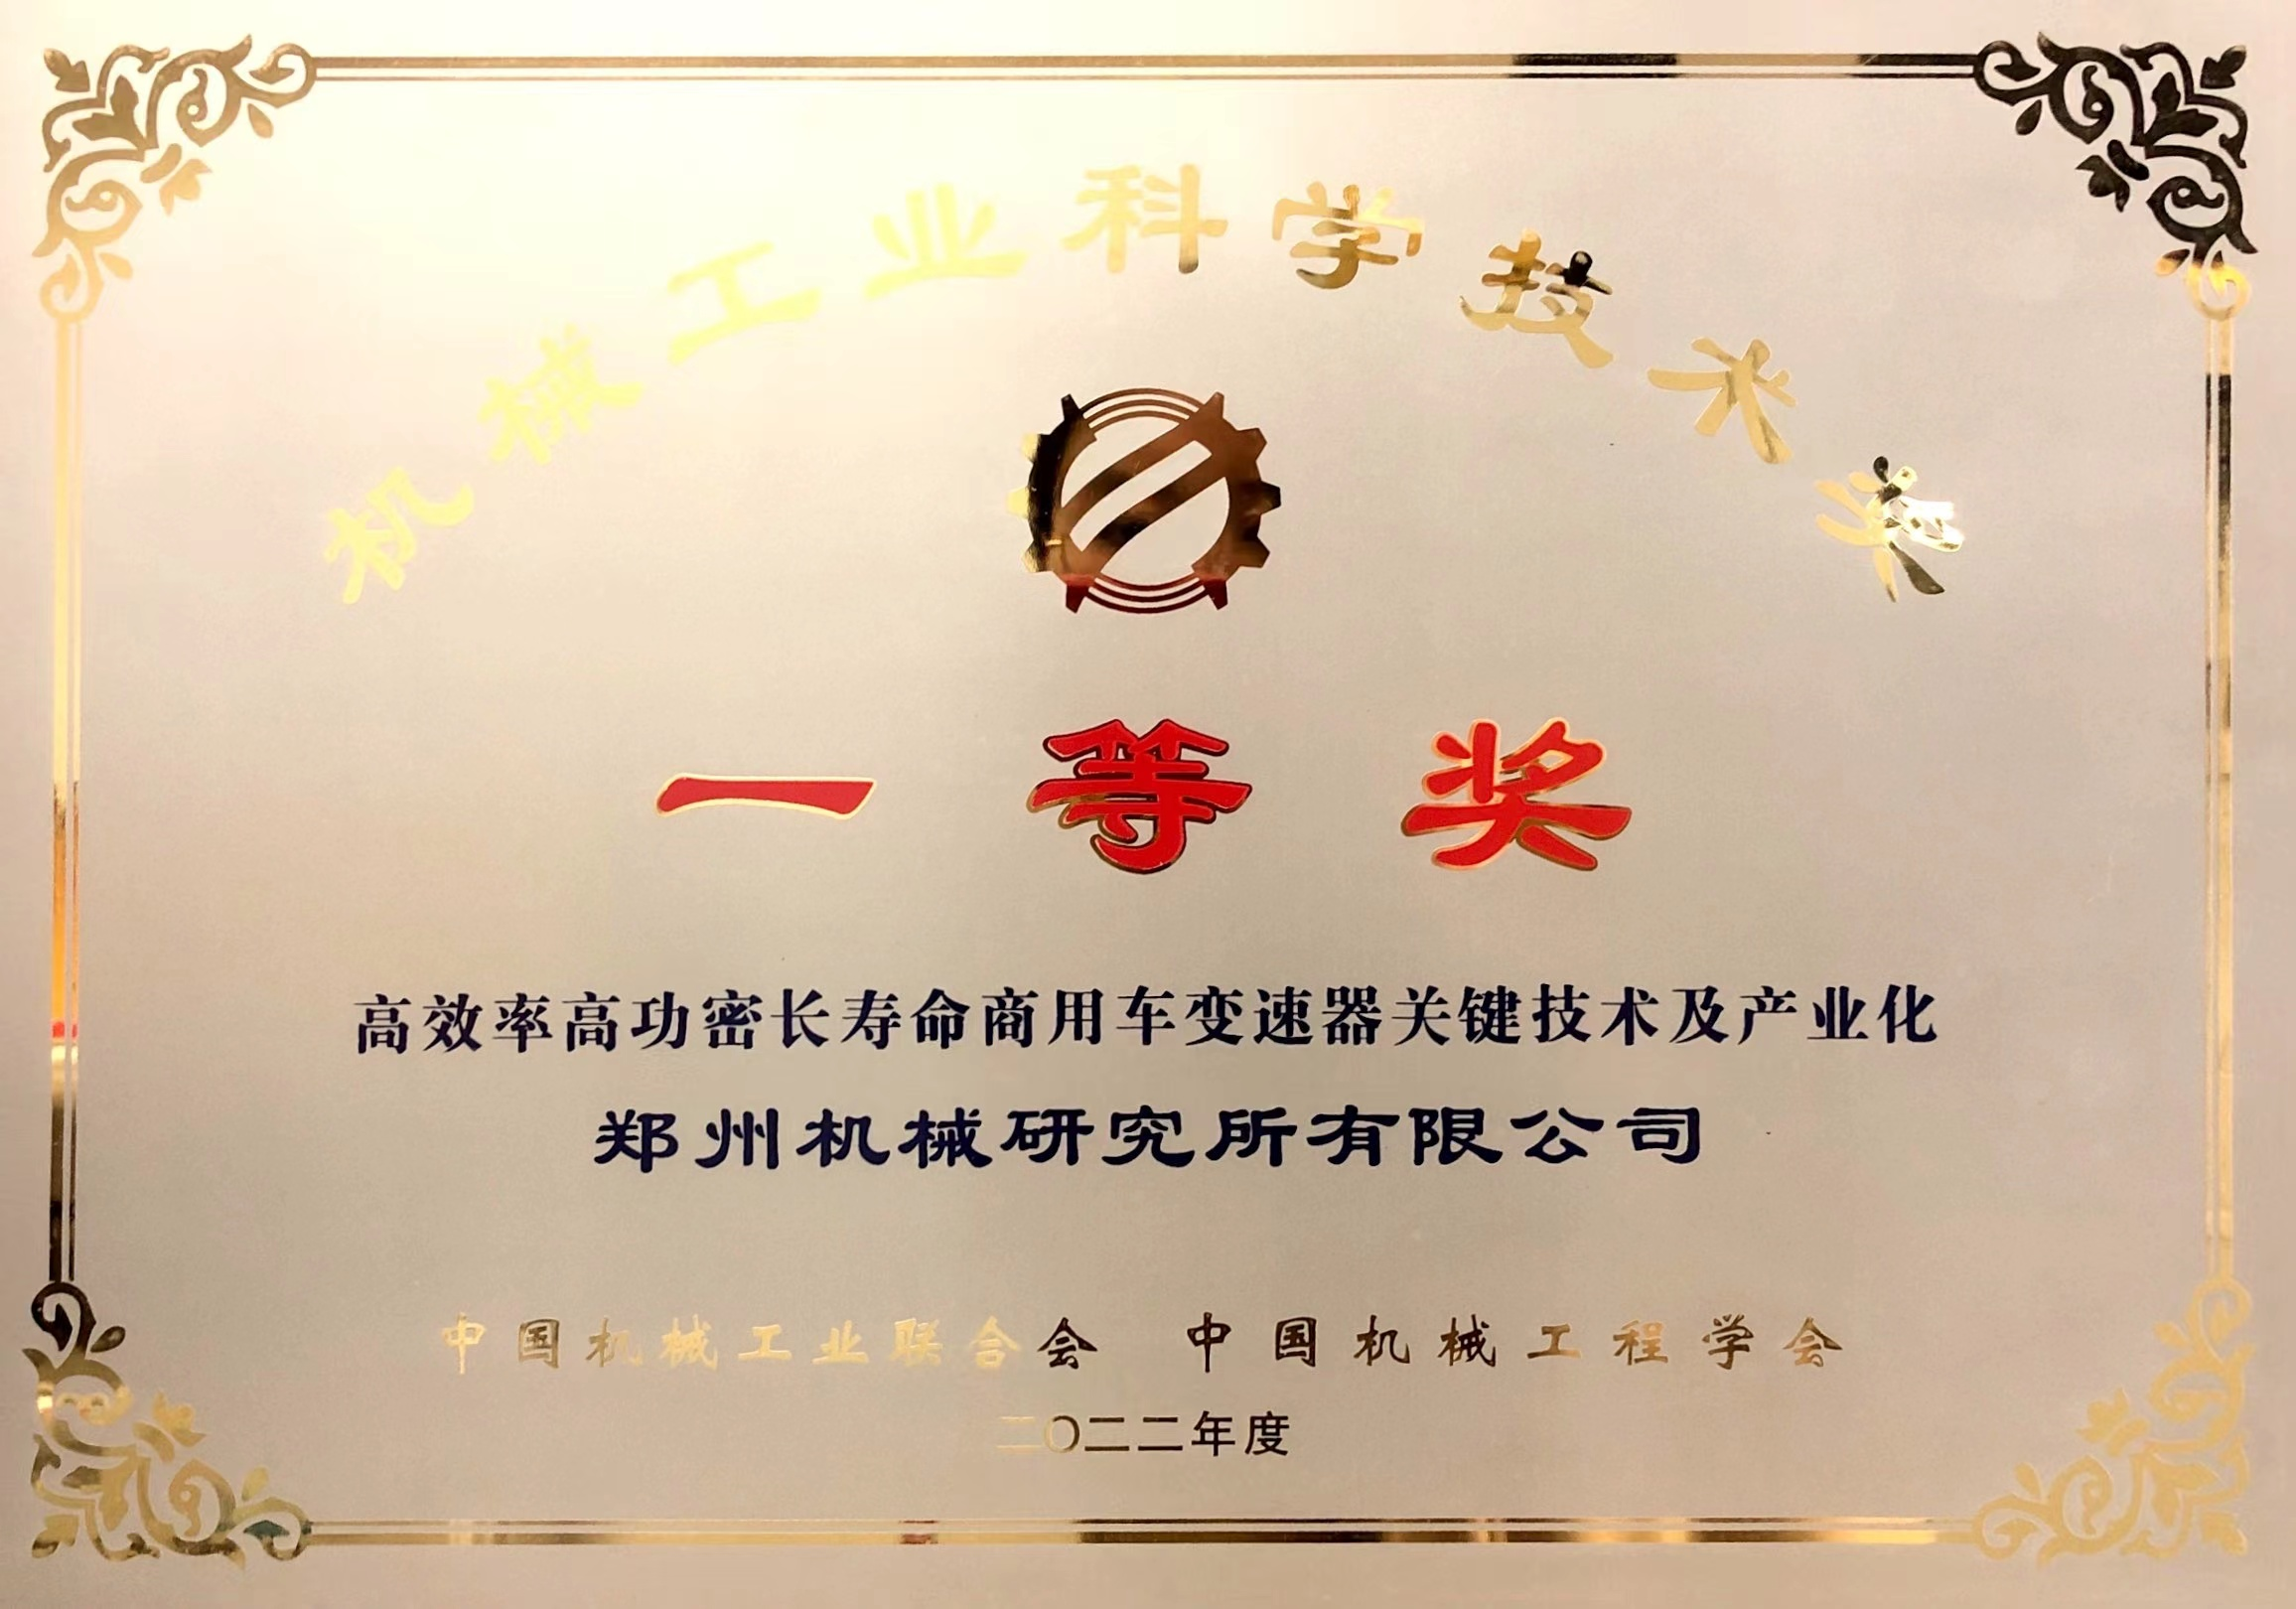 机械工业科学技术奖
一等奖
高效率高功密长寿命商用车变速器关键技术及产业化
郑州机械研究所有限公司
中国机械工业联合会 中国机械工程学会
二〇二二年度